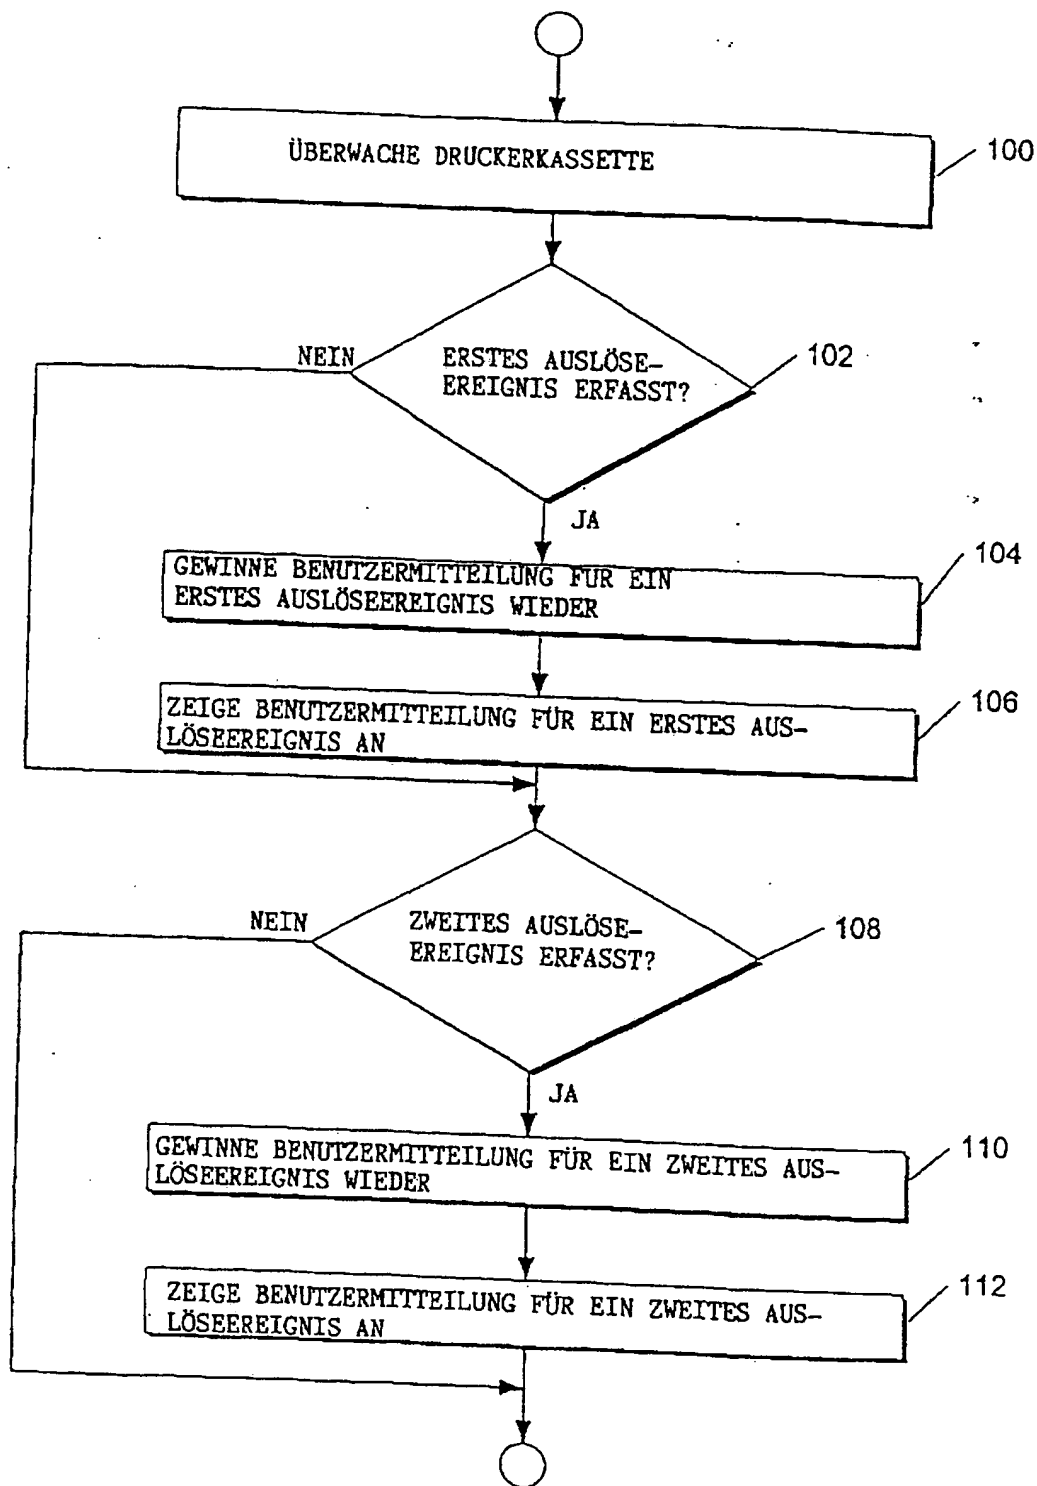 ÜBERWACHE DRUCKERKASSETTE
100
NEIN
ERSTES AUSLÖSE-
EREIGNIS ERFASST?
102
JA
GEWINNE BENUTZERMITTEILUNG FÜR EIN
ERSTES AUSLÖSEEREIGNIS WIEDER
104
ZEIGE BENUTZERMITTEILUNG FÜR EIN ERSTES AUS-
LÖSEEREIGNIS AN
106
NEIN
ZWEITES AUSLÖSE-
EREIGNIS ERFASST?
108
JA
GEWINNE BENUTZERMITTEILUNG FÜR EIN ZWEITES AUS-
LÖSEEREIGNIS WIEDER
110
ZEIGE BENUTZERMITTEILUNG FÜR EIN ZWEITES AUS-
LÖSEEREIGNIS AN
112